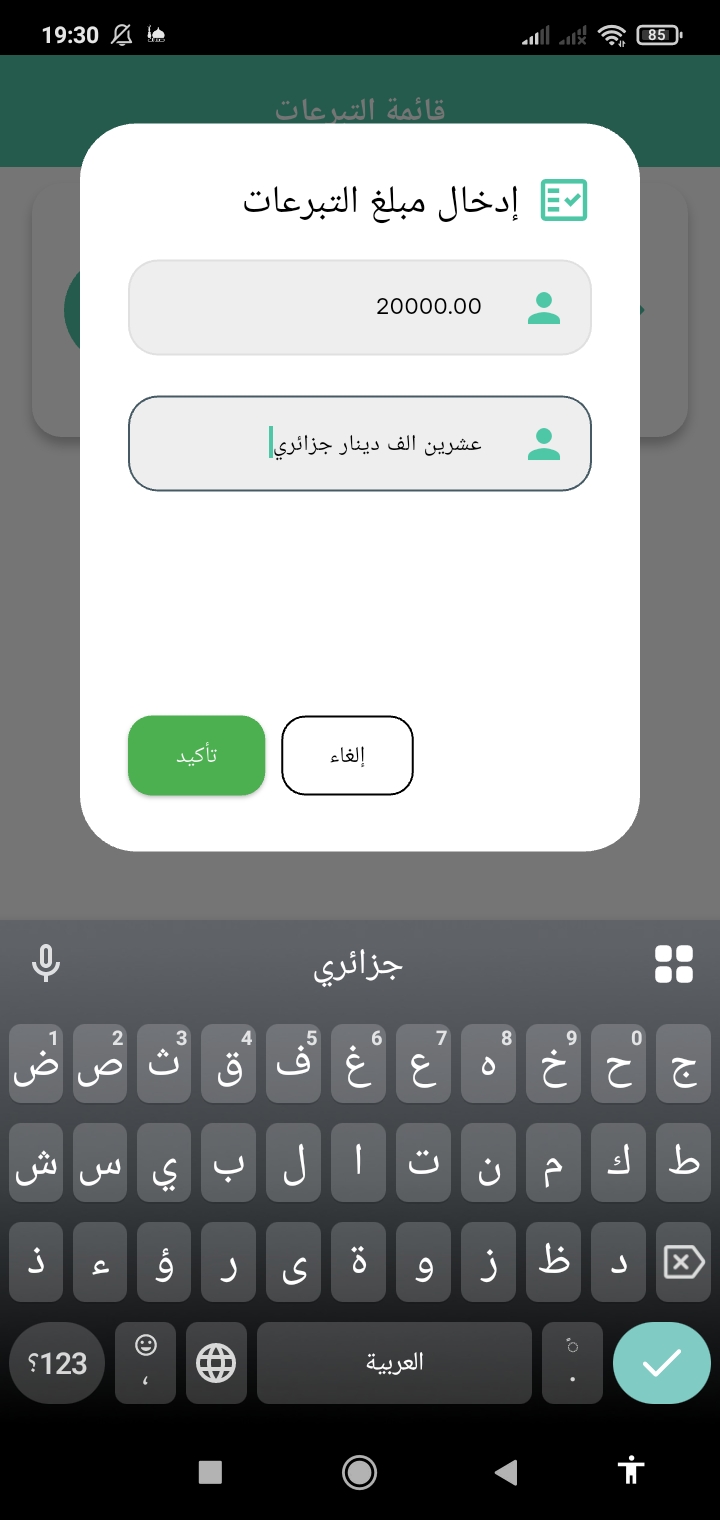 19:30
85
قائمة التبرعات
إدخال مبلغ التبرعات
20000.00
عشرين الف دينار جزائري
إلغاء
تأكيد
جزائري
1 2 3 4 5 6 7 8 9 0
ض ص ث ق ف غ ع ه خ ح ج
ش س ي ب ل ا ت ن م ك ط
ذ ء ؤ ر ى ة و ز ظ د
؟123 ، العربية .